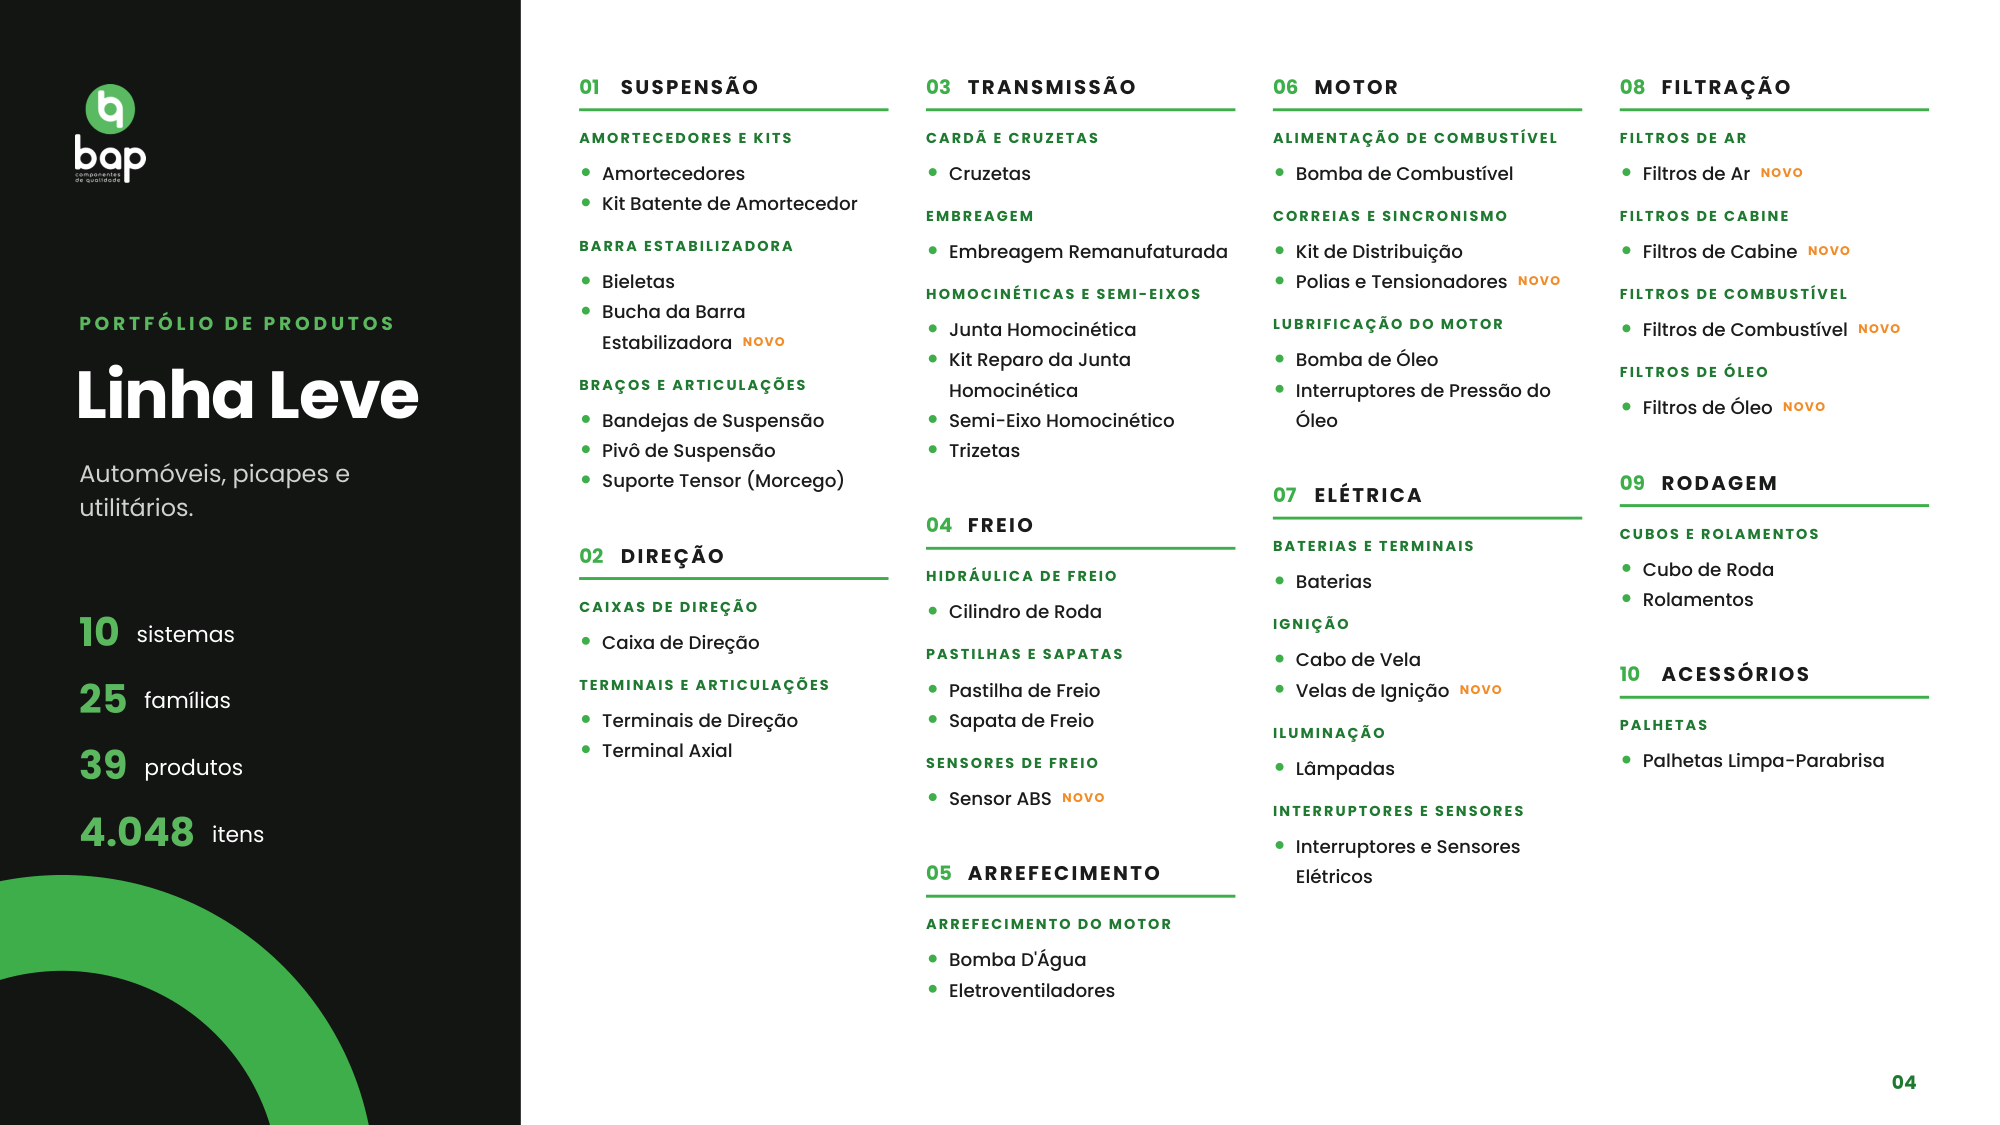 bap
componentes
de qualidade
PORTFÓLIO DE PRODUTOS
Linha Leve
Automóveis, picapes e
utilitários.
10 sistemas
25 famílias
39 produtos
4.048 itens
01 SUSPENSÃO
AMORTECEDORES E KITS
• Amortecedores
• Kit Batente de Amortecedor
BARRA ESTABILIZADORA
• Bieletas
• Bucha da Barra
Estabilizadora NOVO
BRAÇOS E ARTICULAÇÕES
• Bandejas de Suspensão
• Pivô de Suspensão
• Suporte Tensor (Morcego)
02 DIREÇÃO
CAIXAS DE DIREÇÃO
• Caixa de Direção
TERMINAIS E ARTICULAÇÕES
• Terminais de Direção
• Terminal Axial
03 TRANSMISSÃO
CARDÃ E CRUZETAS
• Cruzetas
EMBREAGEM
• Embreagem Remanufaturada
HOMOCINÉTICAS E SEMI-EIXOS
• Junta Homocinética
• Kit Reparo da Junta
Homocinética
• Semi-Eixo Homocinético
• Trizetas
04 FREIO
HIDRÁULICA DE FREIO
• Cilindro de Roda
PASTILHAS E SAPATAS
• Pastilha de Freio
• Sapata de Freio
SENSORES DE FREIO
• Sensor ABS NOVO
05 ARREFECIMENTO
ARREFECIMENTO DO MOTOR
• Bomba D'Água
• Eletroventiladores
06 MOTOR
ALIMENTAÇÃO DE COMBUSTÍVEL
• Bomba de Combustível
CORREIAS E SINCRONISMO
• Kit de Distribuição
• Polias e Tensionadores NOVO
LUBRIFICAÇÃO DO MOTOR
• Bomba de Óleo
• Interruptores de Pressão do
Óleo
07 ELÉTRICA
BATERIAS E TERMINAIS
• Baterias
IGNIÇÃO
• Cabo de Vela
• Velas de Ignição NOVO
ILUMINAÇÃO
• Lâmpadas
INTERRUPTORES E SENSORES
• Interruptores e Sensores
Elétricos
08 FILTRAÇÃO
FILTROS DE AR
• Filtros de Ar NOVO
FILTROS DE CABINE
• Filtros de Cabine NOVO
FILTROS DE COMBUSTÍVEL
• Filtros de Combustível NOVO
FILTROS DE ÓLEO
• Filtros de Óleo NOVO
09 RODAGEM
CUBOS E ROLAMENTOS
• Cubo de Roda
• Rolamentos
10 ACESSÓRIOS
PALHETAS
• Palhetas Limpa-Parabrisa
04